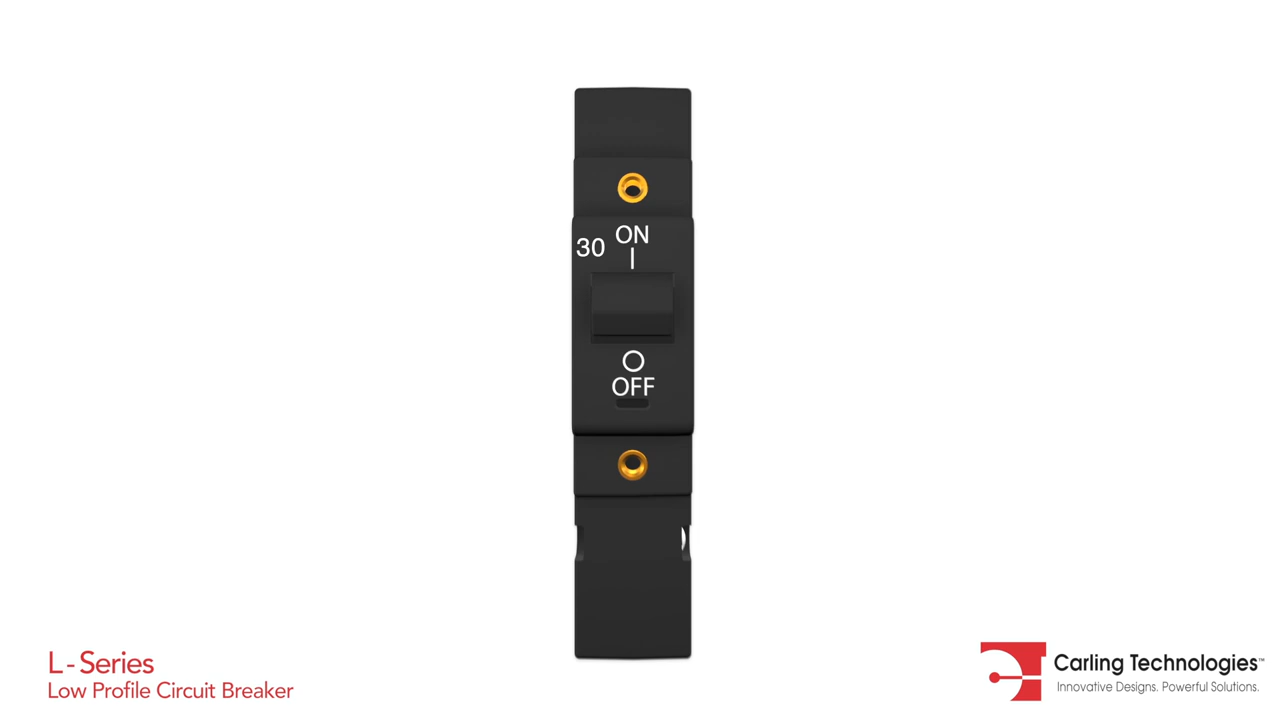 ON
30
|
O
OFF
L-Series
Low Profile Circuit Breaker
Carling Technologies™
Innovative Designs. Powerful Solutions.